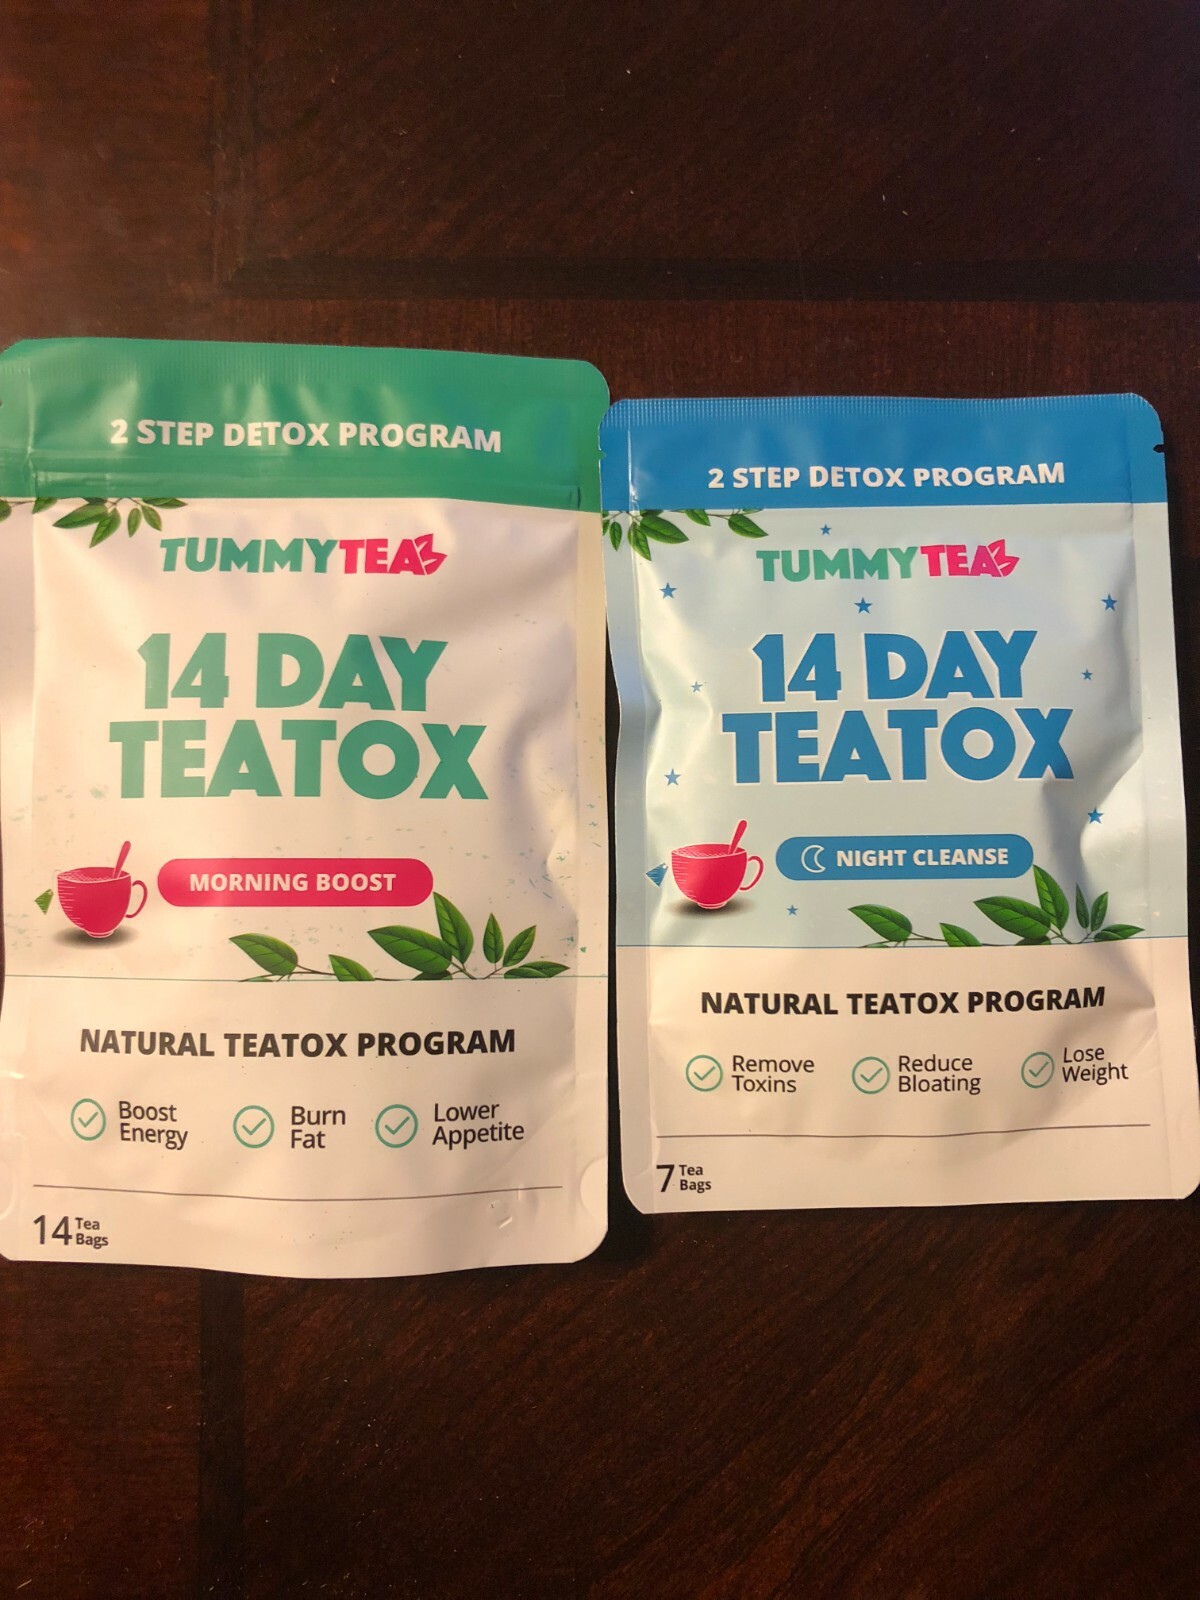 2 STEP DETOX PROGRAM
TUMMYTEA
14 DAY
TEATOX
MORNING BOOST
NATURAL TEATOX PROGRAM
Boost
Energy
Burn
Fat
Lower
Appetite
14 Tea
Bags
2 STEP DETOX PROGRAM
TUMMYTEA
14 DAY
TEATOX
NIGHT CLEANSE
NATURAL TEATOX PROGRAM
Remove
Toxins
Reduce
Bloating
Lose
Weight
7 Tea
Bags